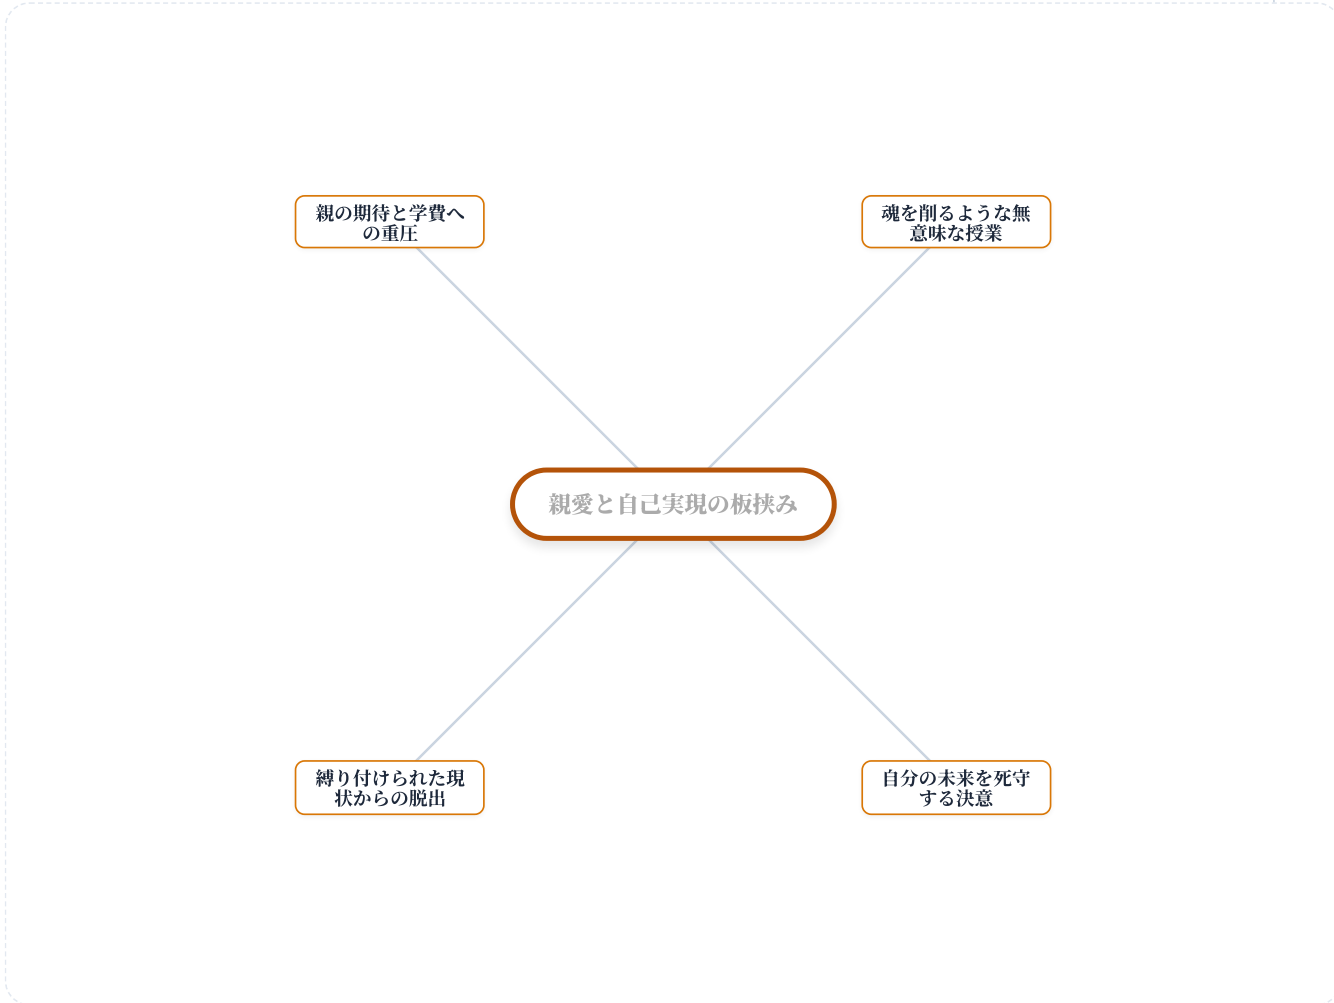 親の期待と学費へ
の重圧
魂を削るような無
意味な授業
親愛と自己実現の板挟み
縛り付けられた現
状からの脱出
自分の未来を死守
する決意